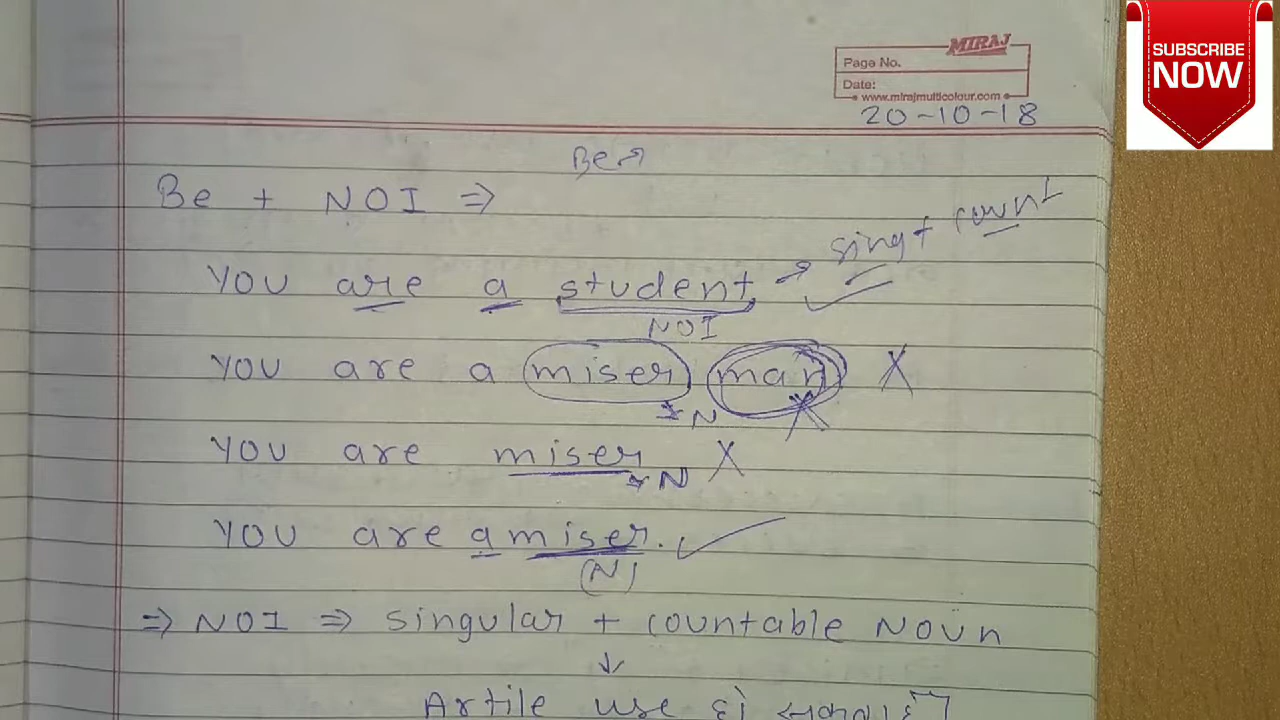 SUBSCRIBE
NOW
MIRAJ
Page No.
Date:
www.mirajmulticolour.com
20-10-18
Be
Be + NOI ⇒
sing + count
You are a student → ✓
NOI
You are a miser man X
N X
You are miser X
N
You are a miser. ✓
(N)
⇒ NOI ⇒ singular + countable Noun
↓
Artile use हो सकता है